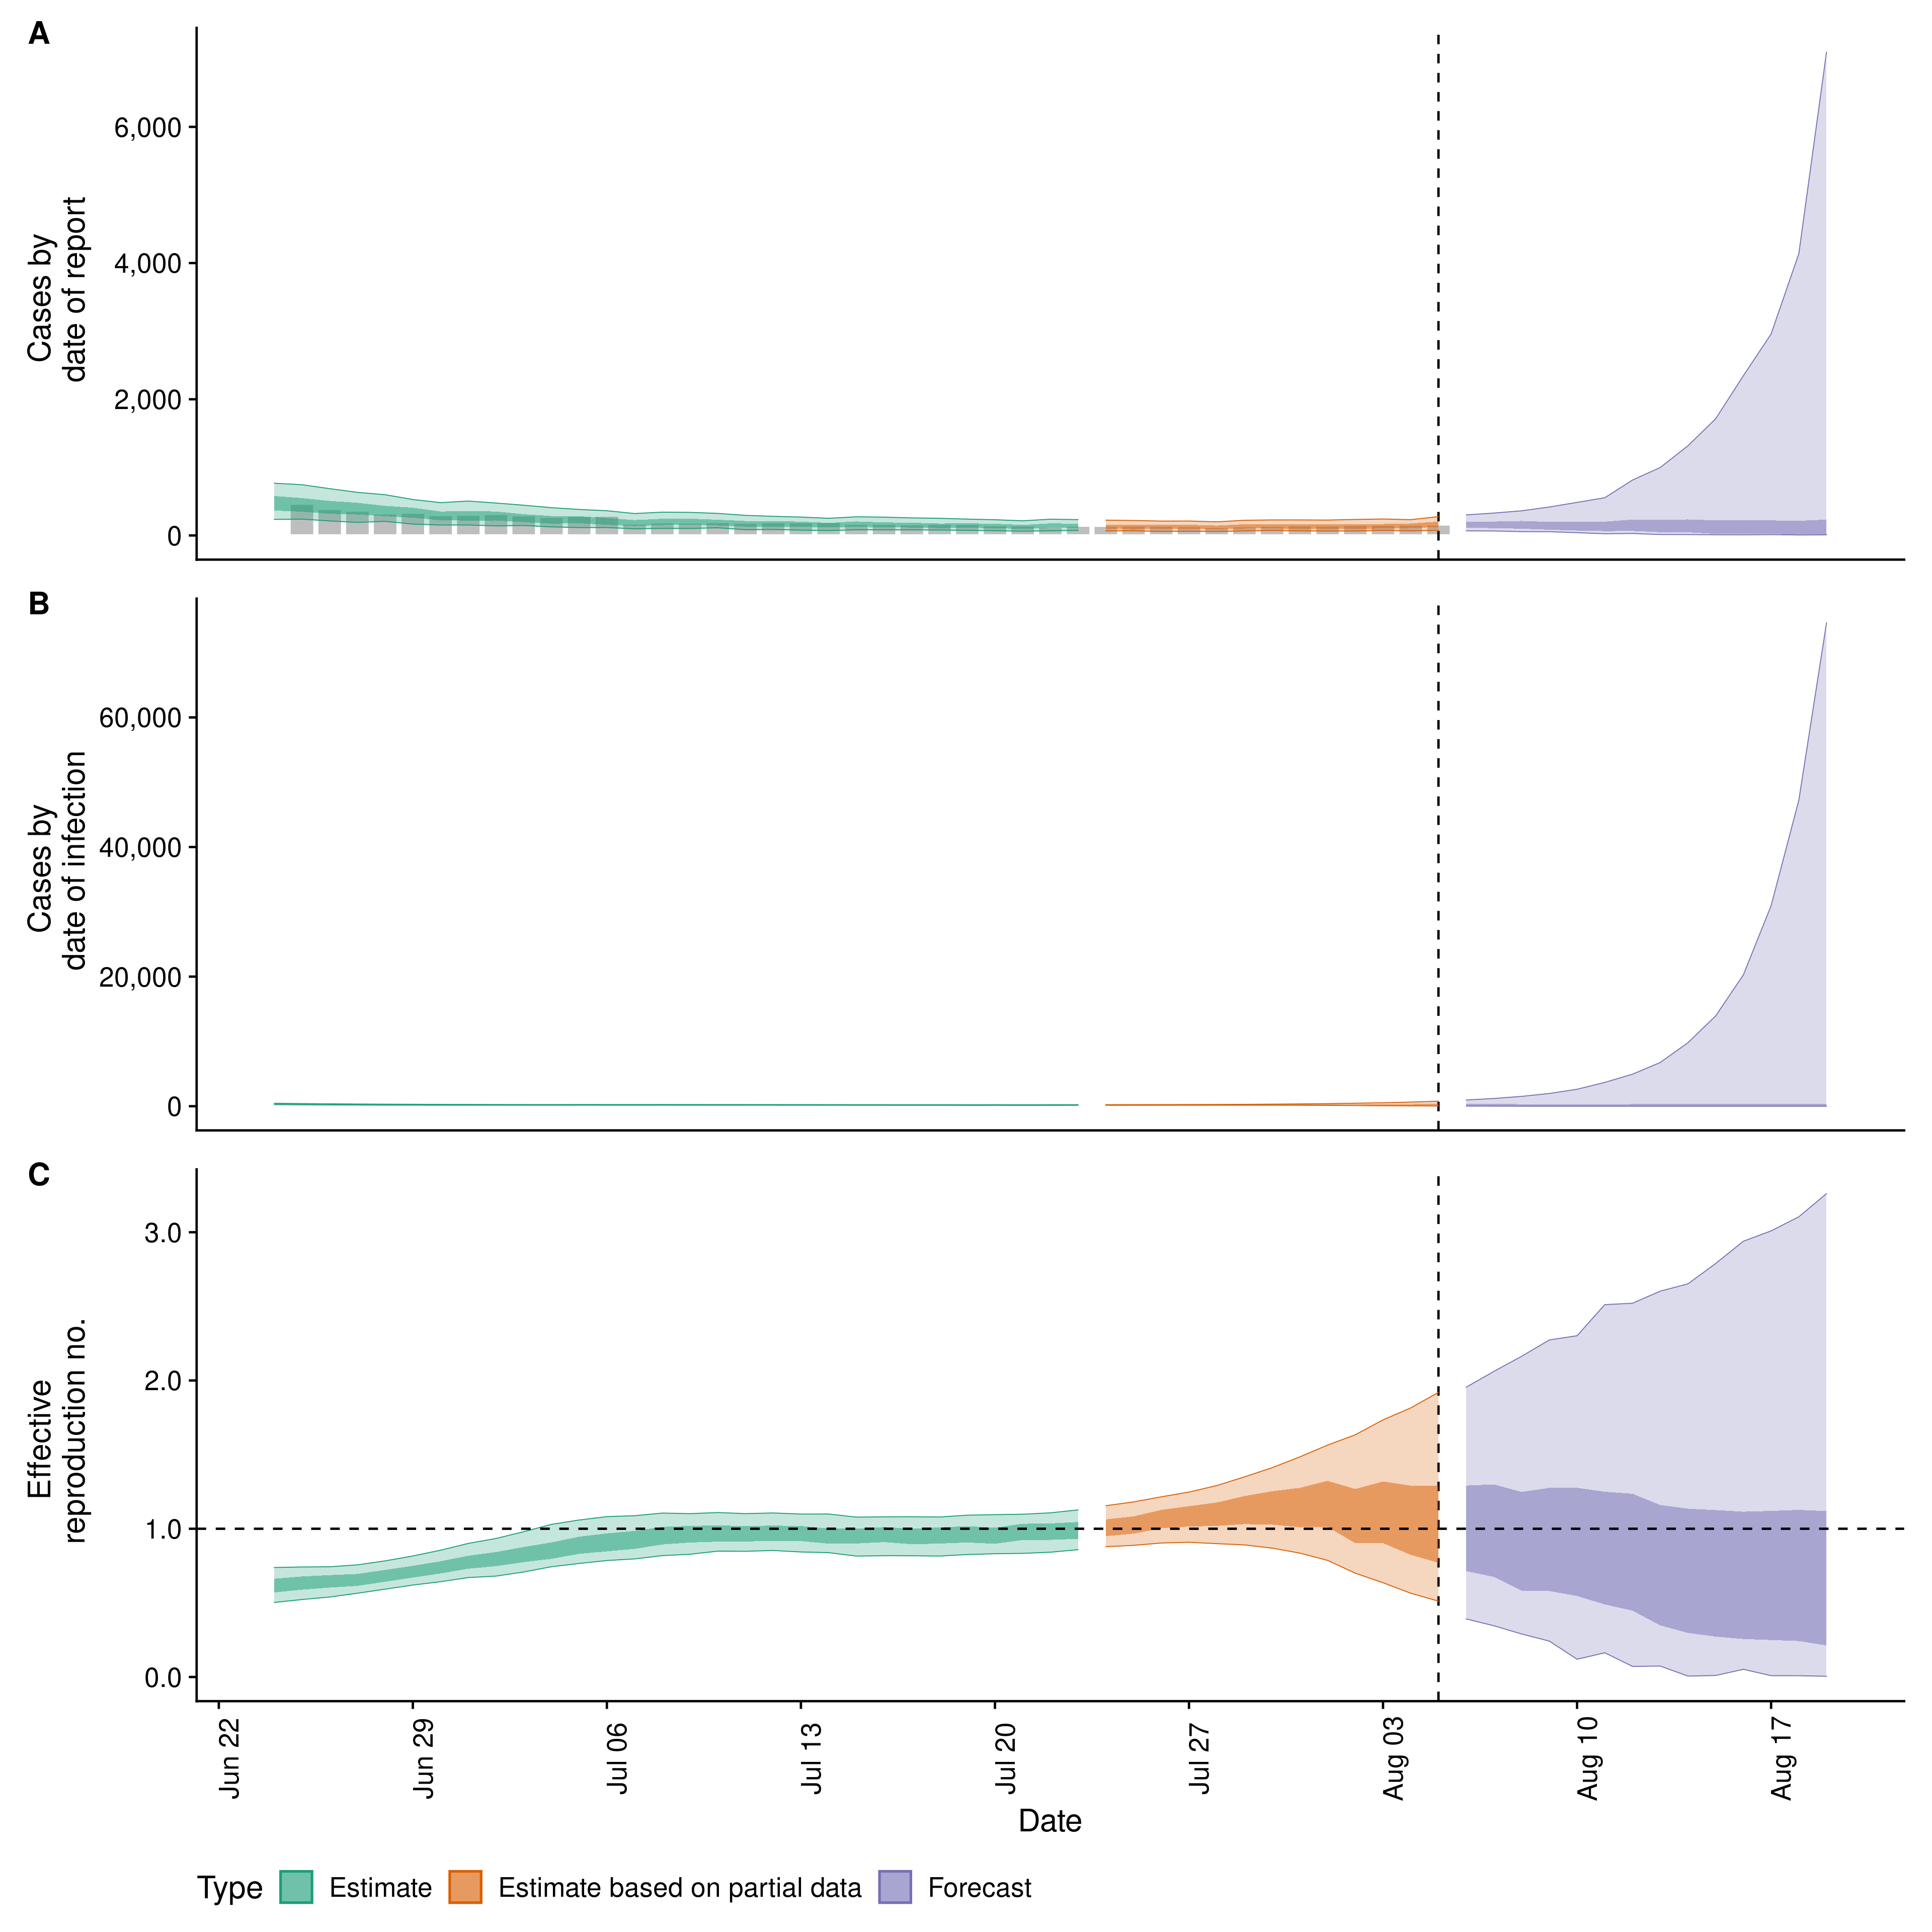 A
Cases by
date of report
6,000
4,000
2,000
0
B
Cases by
date of infection
60,000
40,000
20,000
0
C
Effective
reproduction no.
3.0
2.0
1.0
0.0
Jun 22
Jun 29
Jul 06
Jul 13
Jul 20
Jul 27
Aug 03
Aug 10
Aug 17
Date
Type Estimate Estimate based on partial data Forecast